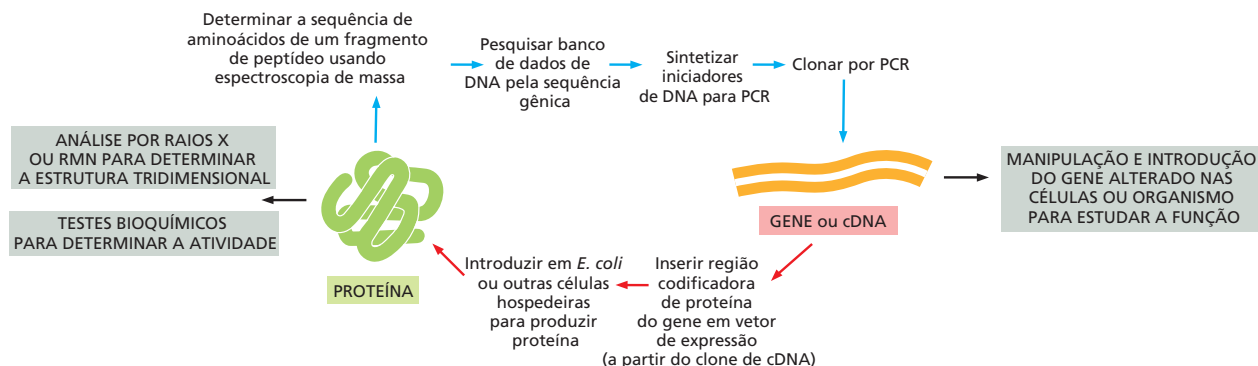 Determinar a sequência de
aminoácidos de um fragmento
de peptídeo usando
espectroscopia de massa
Pesquisar banco
de dados de
DNA pela sequência
gênica
Sintetizar
iniciadores
de DNA para PCR
Clonar por PCR
ANÁLISE POR RAIOS X
OU RMN PARA DETERMINAR
A ESTRUTURA TRIDIMENSIONAL
TESTES BIOQUÍMICOS
PARA DETERMINAR A ATIVIDADE
PROTEÍNA
GENE ou cDNA
MANIPULAÇÃO E INTRODUÇÃO
DO GENE ALTERADO NAS
CÉLULAS OU ORGANISMO
PARA ESTUDAR A FUNÇÃO
Introduzir em E. coli
ou outras células
hospedeiras
para produzir
proteína
Inserir região
codificadora
de proteína
do gene em vetor
de expressão
(a partir do clone de cDNA)